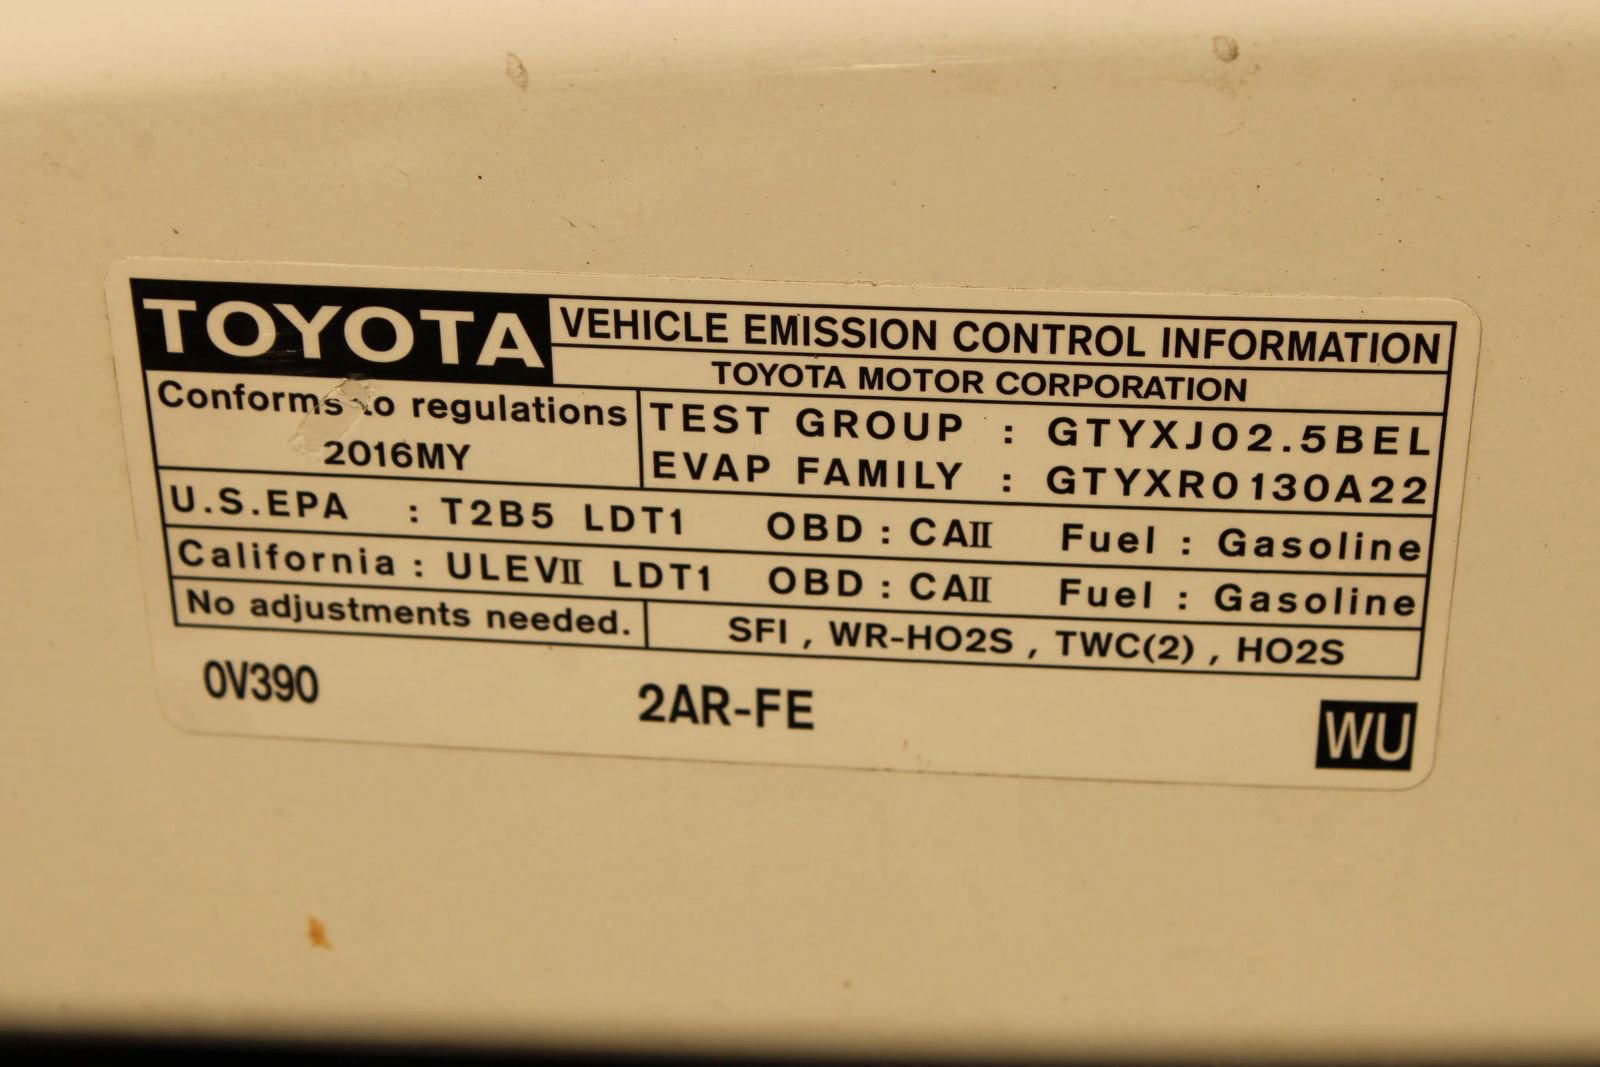 TOYOTA
VEHICLE EMISSION CONTROL INFORMATION
TOYOTA MOTOR CORPORATION
Conforms to regulations
2016MY
TEST GROUP : GTYXJ02.5BEL
EVAP FAMILY : GTYXR0130A22
U.S.EPA : T2B5 LDT1 OBD : CAII Fuel : Gasoline
California : ULEVII LDT1 OBD : CAII Fuel : Gasoline
No adjustments needed.
SFI , WR-HO2S , TWC(2) , HO2S
0V390
2AR-FE
WU